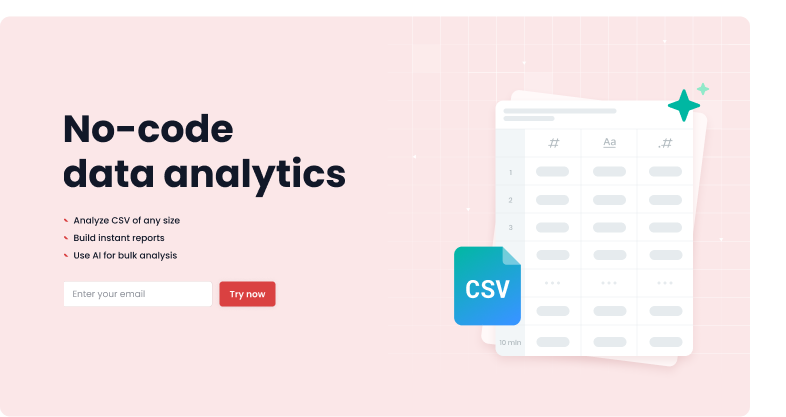 No-code
data analytics
Analyze CSV of any size
Build instant reports
Use AI for bulk analysis
Enter your email
Try now
# Aa .#
1
2
3
CSV
10 min